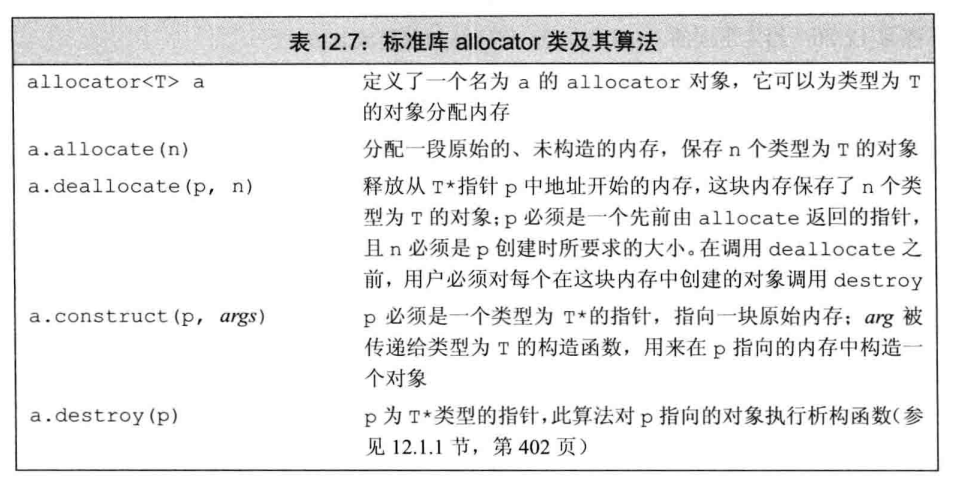 表 12.7：标准库 allocator 类及其算法
allocator<T> a 定义了一个名为 a 的 allocator 对象，它可以为类型为 T
的对象分配内存
a.allocate(n) 分配一段原始的、未构造的内存，保存 n 个类型为 T 的对象
a.deallocate(p, n) 释放从 T*指针 p 中地址开始的内存，这块内存保存了 n 个类
型为 T 的对象；p 必须是一个先前由 allocate 返回的指针，
且 n 必须是 p 创建时所要求的大小。在调用 deallocate 之
前，用户必须对每个在这块内存中创建的对象调用 destroy
a.construct(p, args) p 必须是一个类型为 T*的指针，指向一块原始内存；arg 被
传递给类型为 T 的构造函数，用来在 p 指向的内存中构造一
个对象
a.destroy(p) p 为 T*类型的指针，此算法对 p 指向的对象执行析构函数（参
见 12.1.1 节，第 402 页）